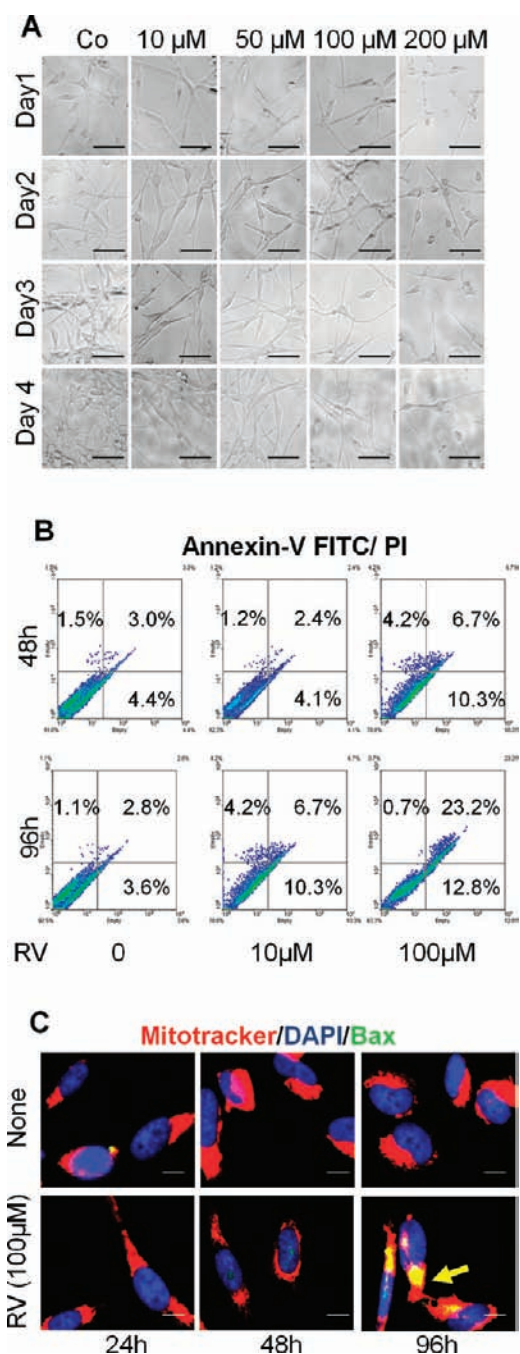 A
Co 10 µM 50 µM 100 µM 200 µM
Day1
Day2
Day3
Day 4
B
Annexin-V FITC/ PI
48h
1.5% 3.0%
4.4%
1.2% 2.4%
4.1%
4.2% 6.7%
10.3%
96h
1.1% 2.8%
3.6%
4.2% 6.7%
10.3%
0.7% 23.2%
12.8%
RV 0 10µM 100µM
C
Mitotracker/DAPI/Bax
None
RV (100µM)
24h 48h 96h